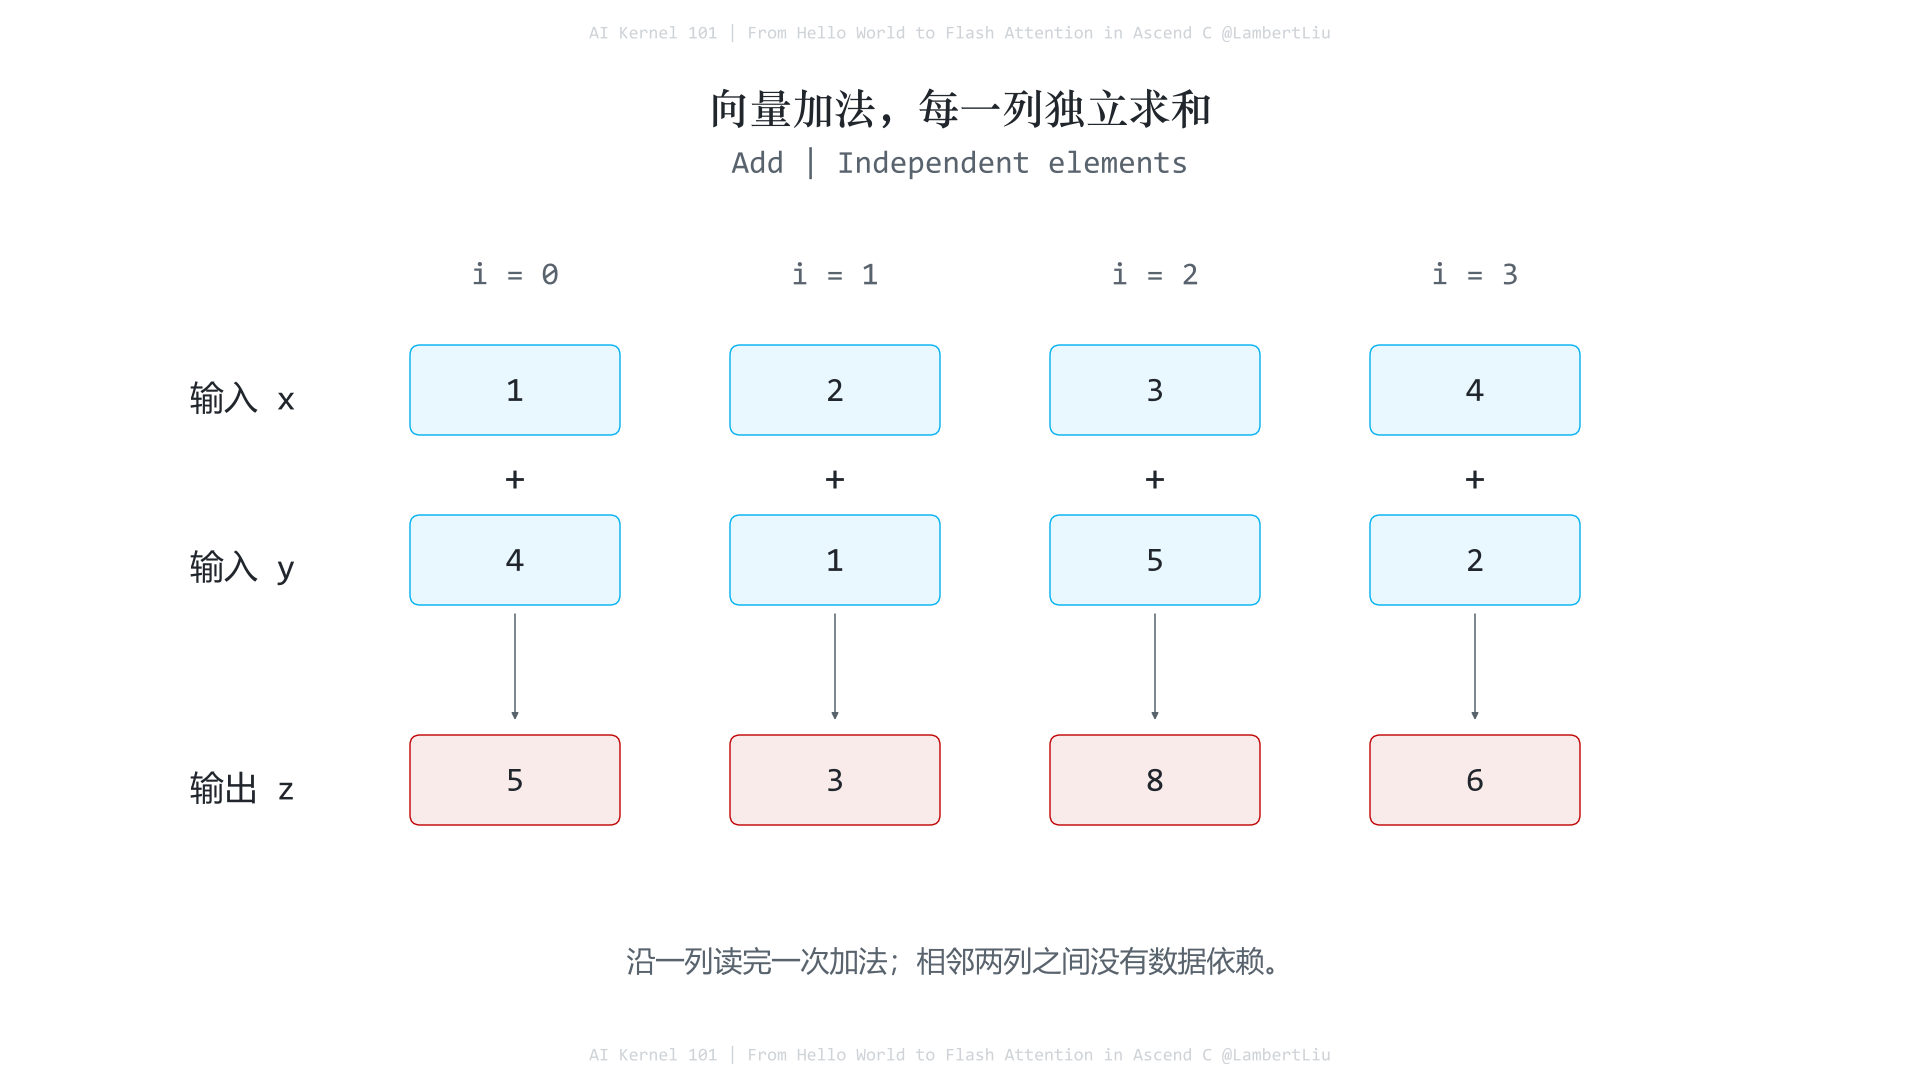 AI Kernel 101 | From Hello World to Flash Attention in Ascend C @LambertLiu
向量加法，每一列独立求和
Add | Independent elements
i = 0 i = 1 i = 2 i = 3
输入 x 1 2 3 4
+ + + +
输入 y 4 1 5 2
输出 z 5 3 8 6
沿一列读完一次加法；相邻两列之间没有数据依赖。
AI Kernel 101 | From Hello World to Flash Attention in Ascend C @LambertLiu